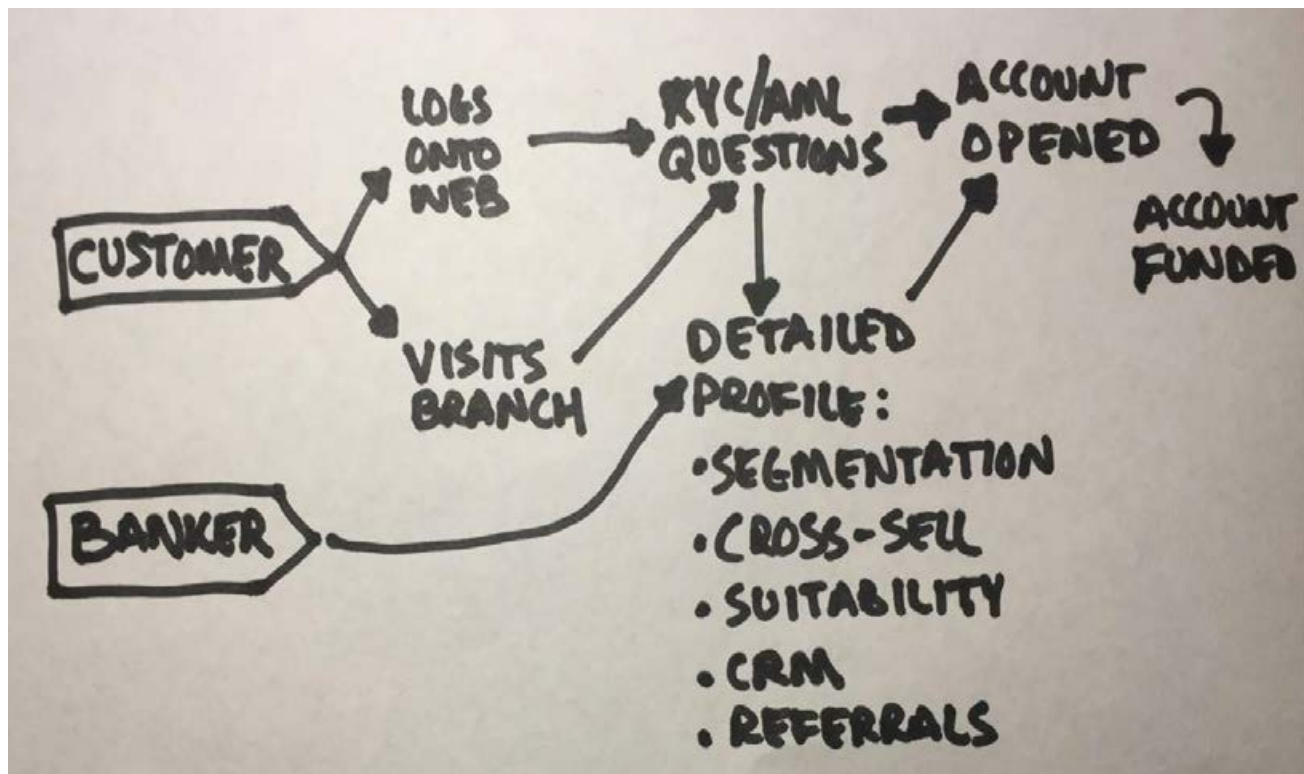 LOGS
ONTO
WEB
KYC/AML
QUESTIONS
ACCOUNT
OPENED
ACCOUNT
FUNDED
CUSTOMER
VISITS
BRANCH
DETAILED
PROFILE:
•SEGMENTATION
•CROSS-SELL
•SUITABILITY
•CRM
•REFERRALS
BANKER